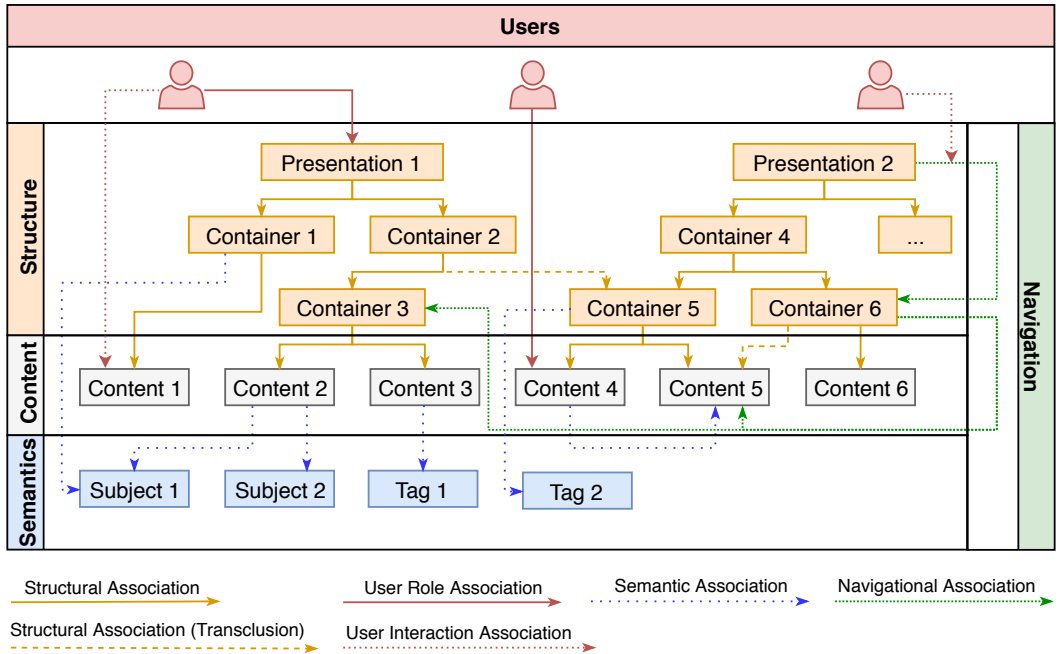 Users
Structure
Presentation 1
Presentation 2
Container 1
Container 2
Container 4
...
Container 3
Container 5
Container 6
Navigation
Content
Content 1
Content 2
Content 3
Content 4
Content 5
Content 6
Semantics
Subject 1
Subject 2
Tag 1
Tag 2
Structural Association
User Role Association
Semantic Association
Navigational Association
Structural Association (Transclusion)
User Interaction Association